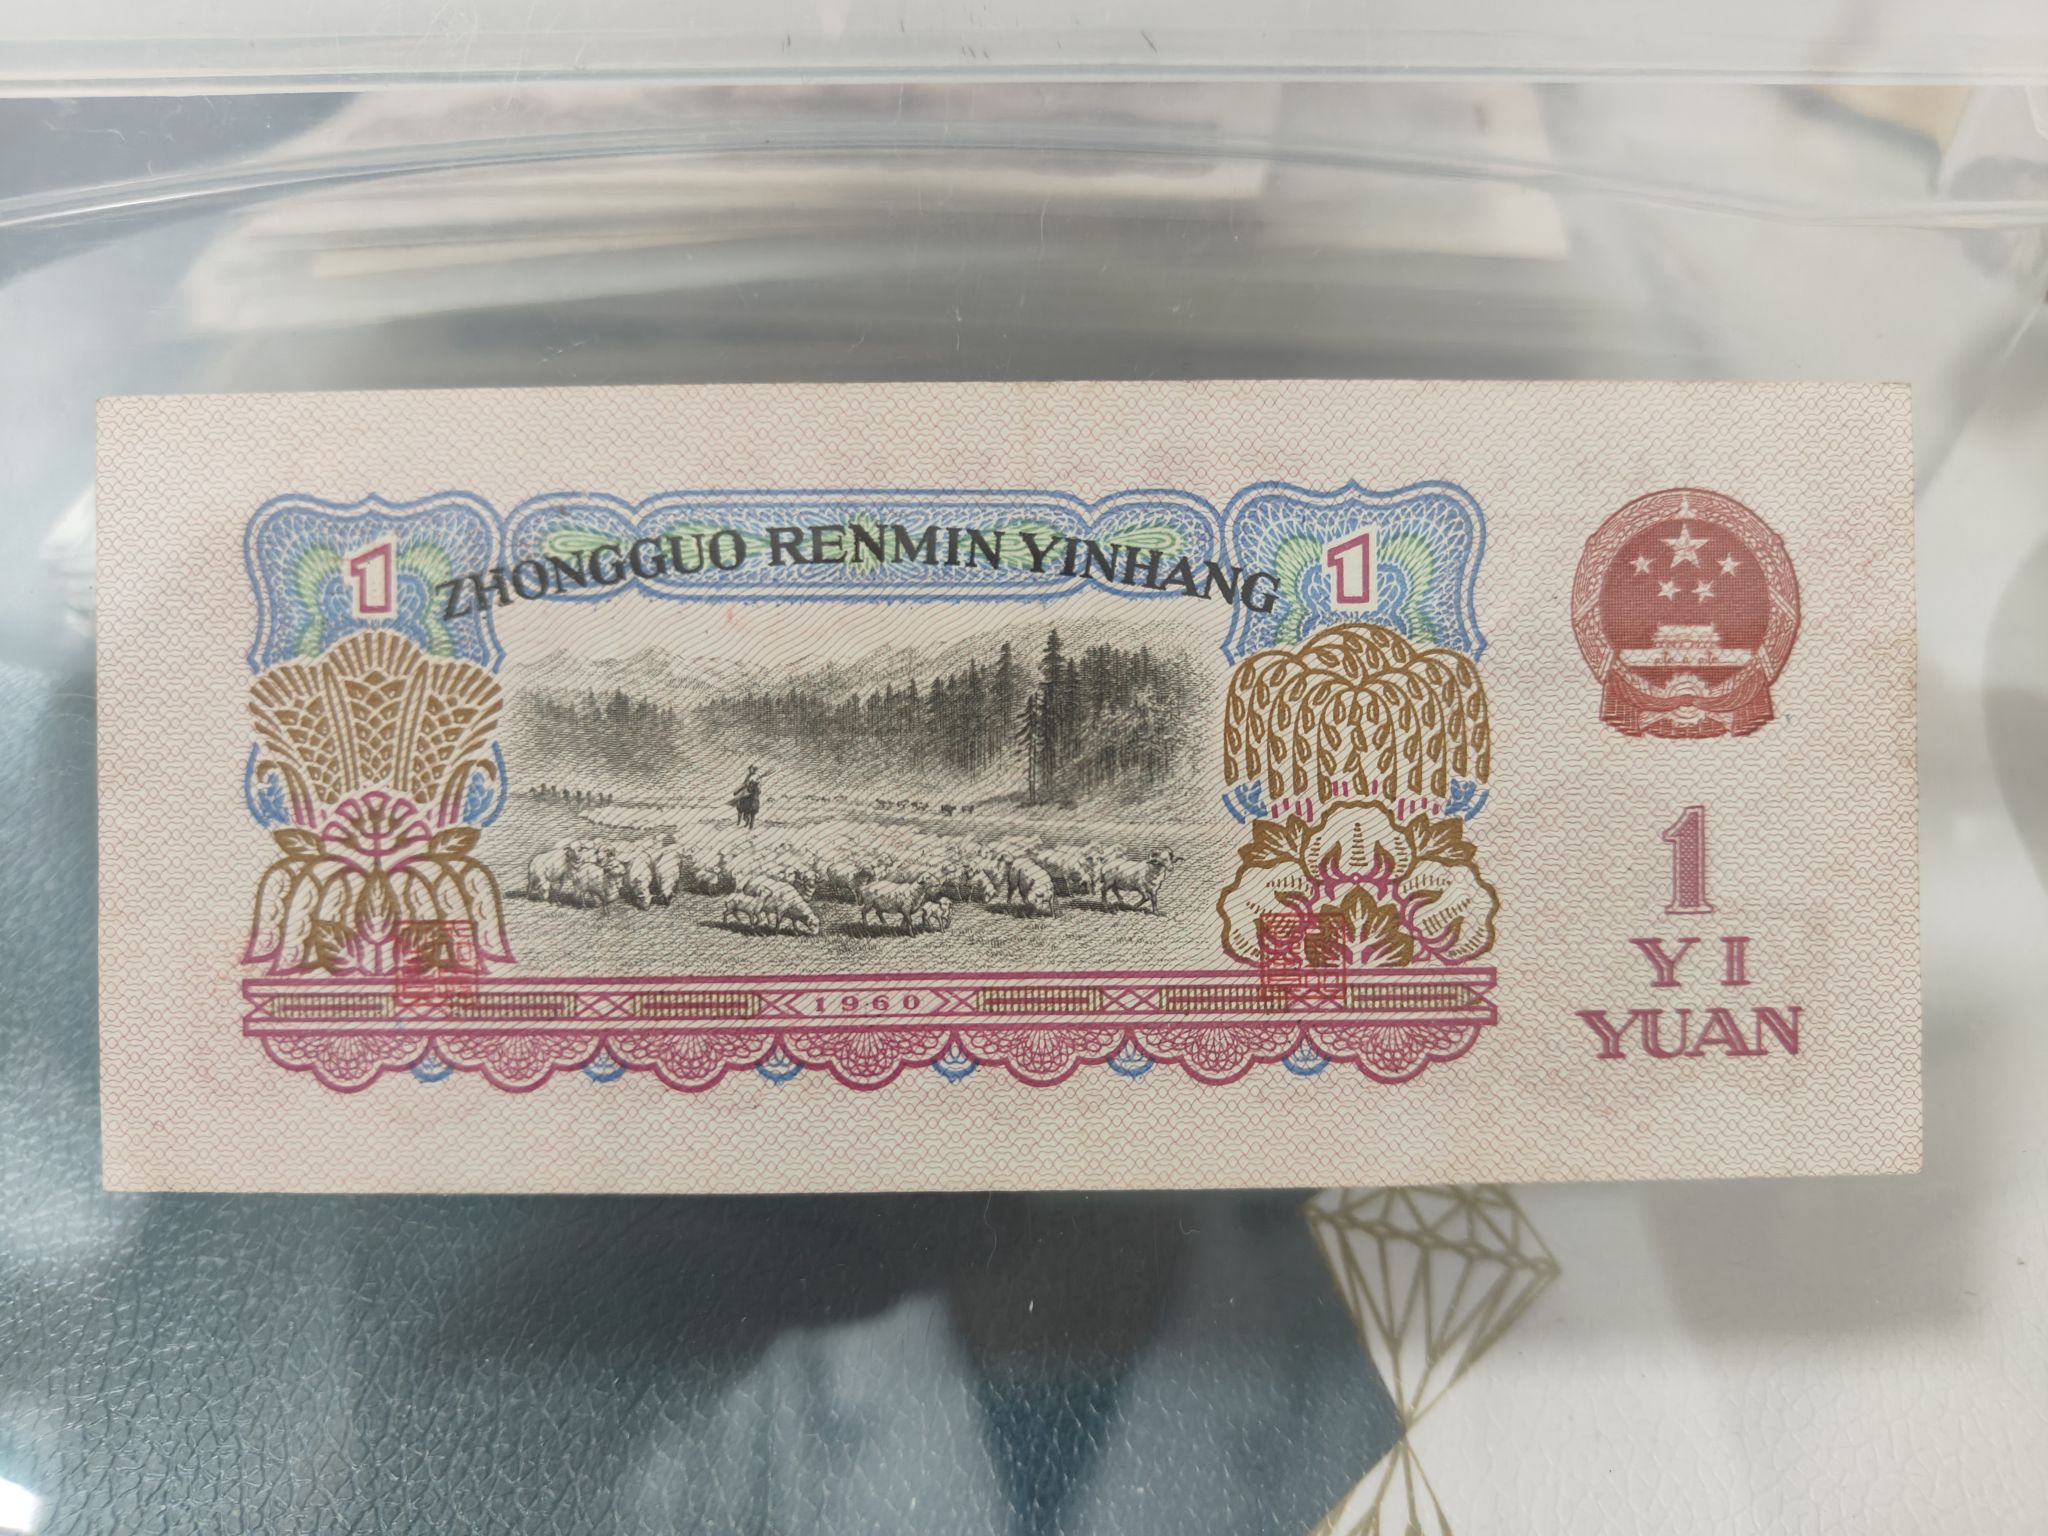 ZHONGGUO RENMIN YINHANG
1
1
1960
1
YI
YUAN